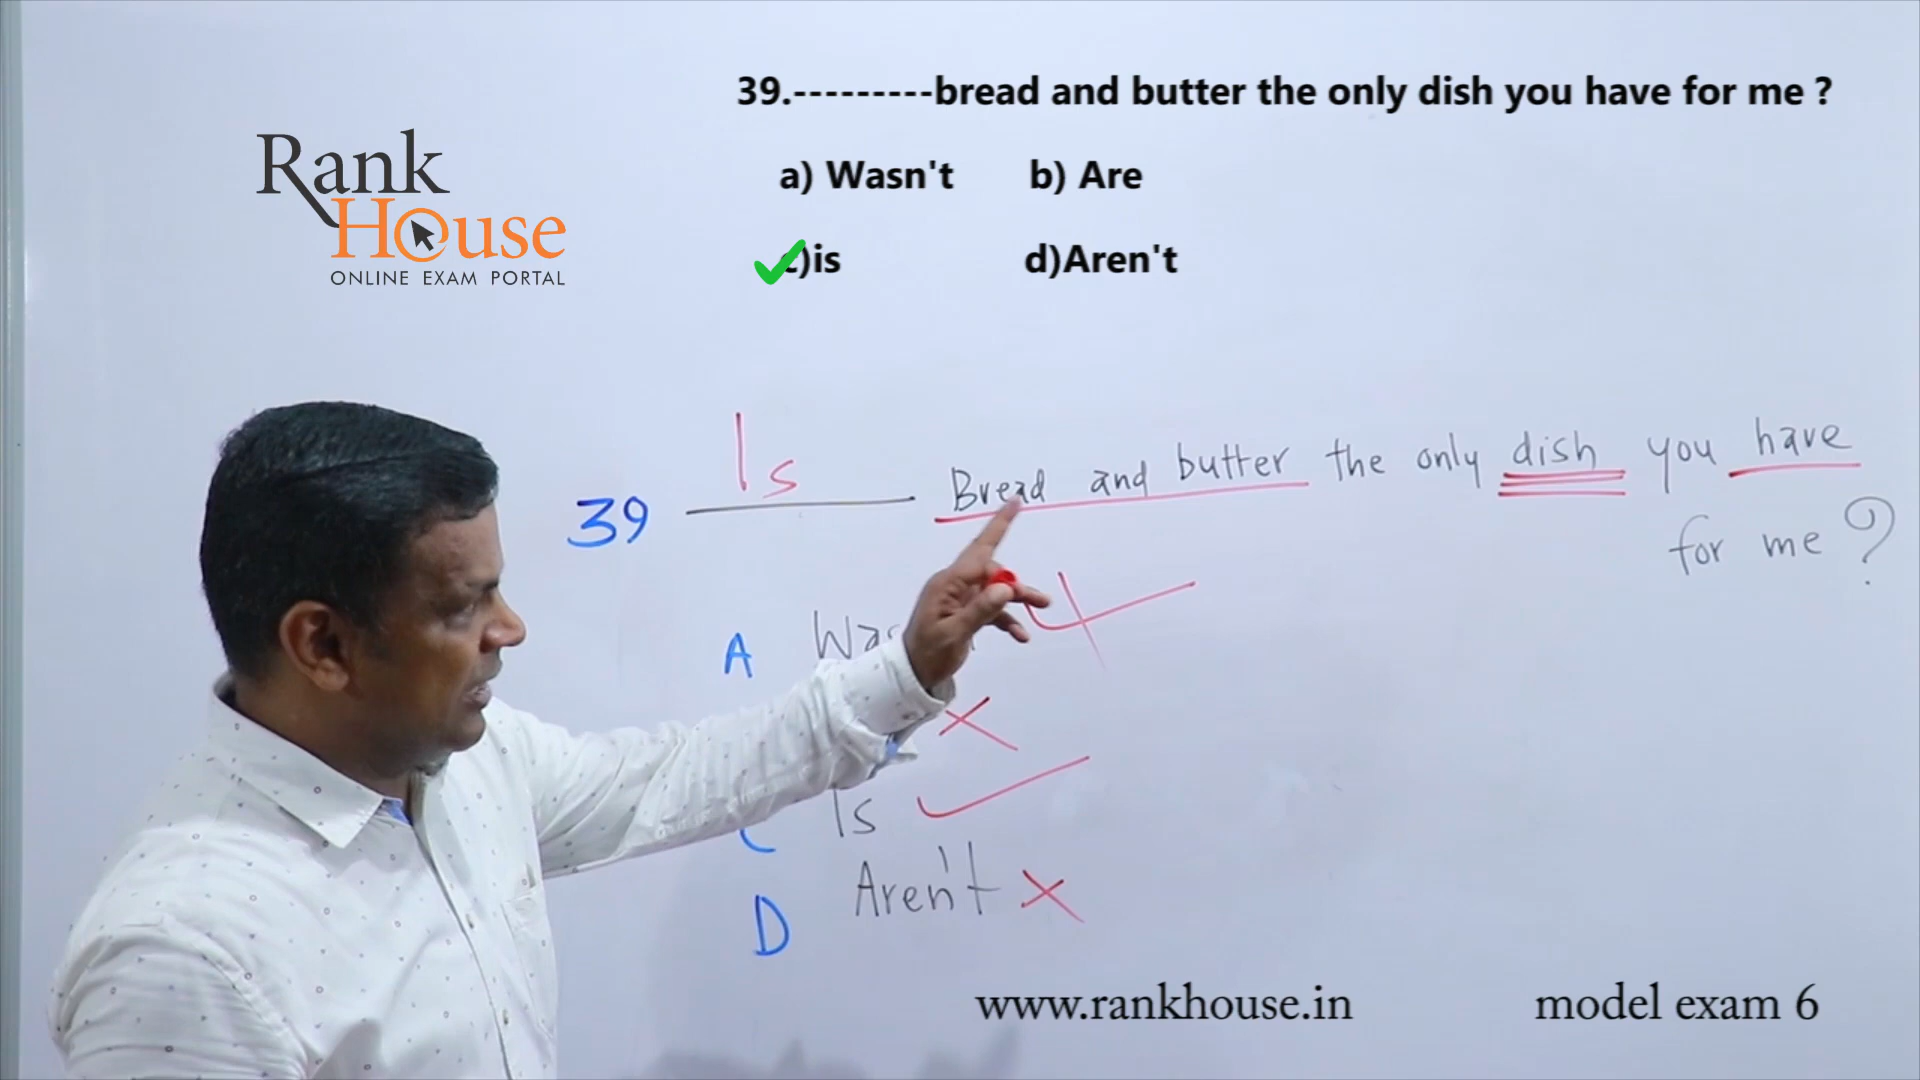 39.---------bread and butter the only dish you have for me ?
Rank
House
ONLINE EXAM PORTAL
a) Wasn't b) Are
)is d)Aren't
Is
39 Bread and butter the only dish you have
for me ?
A
C Is
D Aren't
www.rankhouse.in model exam 6